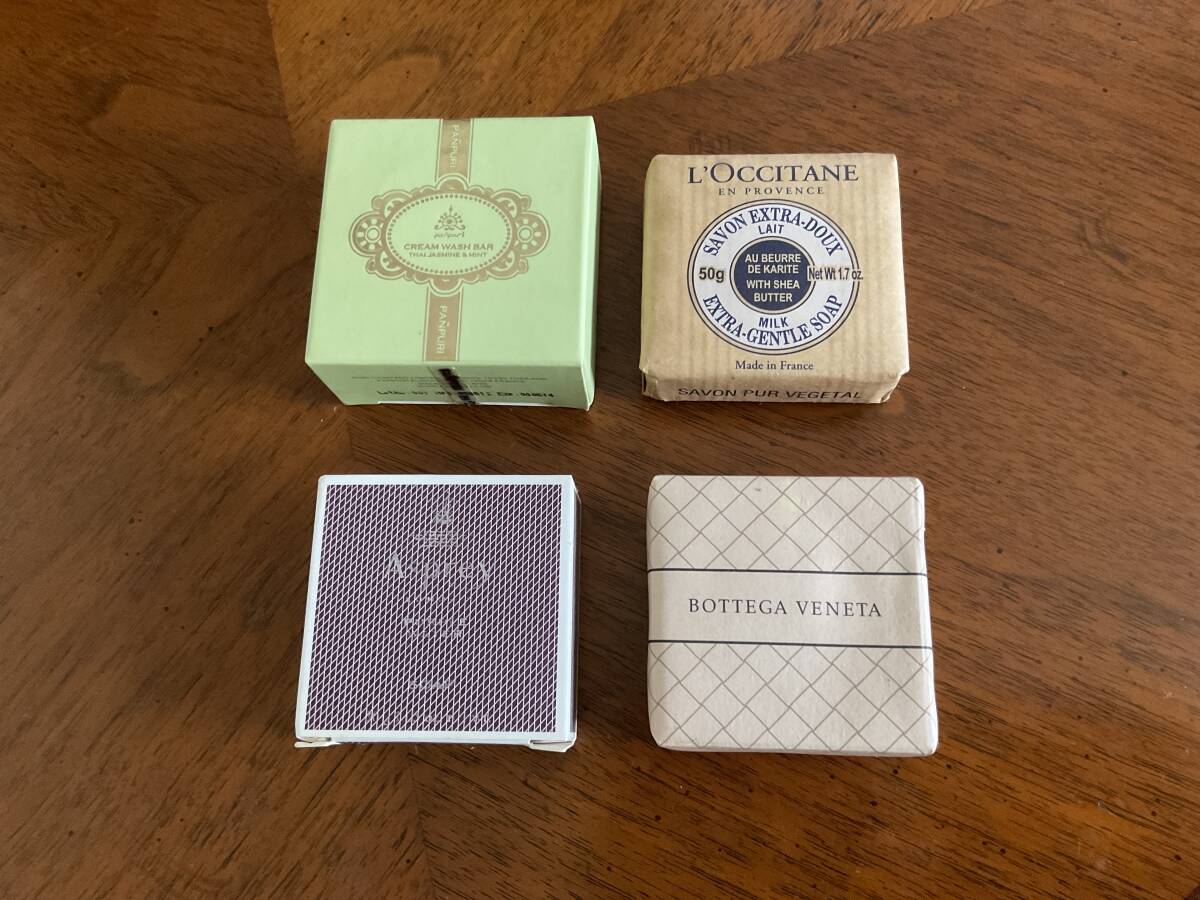 PAÑPURI
pañpuri
CREAM WASH BAR
THAI JASMINE & MINT
PAÑPURI
L'OCCITANE
EN PROVENCE
SAVON EXTRA-DOUX
LAIT
50g
AU BEURRE
DE KARITE
WITH SHEA
BUTTER
Net Wt 1.7 oz.
MILK
EXTRA-GENTLE SOAP
Made in France
SAVON PUR VEGETAL
Asprey
BOTTEGA VENETA